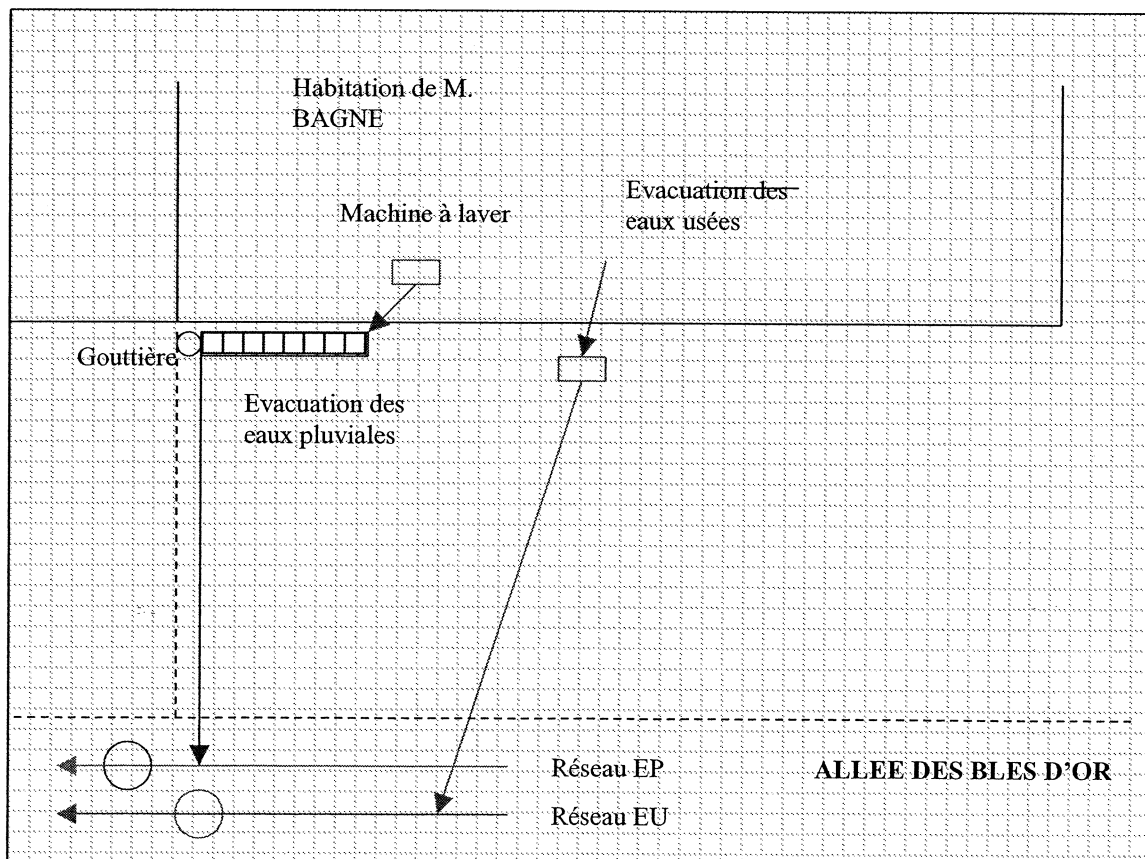 Habitation de M.
BAGNE
Evacuation des
eaux usées
Machine à laver
Gouttière
Evacuation des
eaux pluviales
Réseau EP
ALLEE DES BLES D'OR
Réseau EU